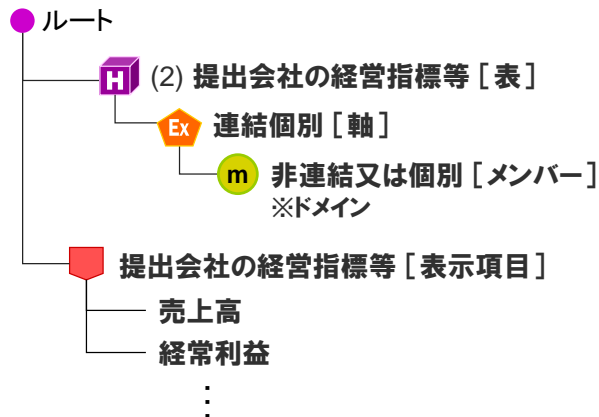 ルート
H (2) 提出会社の経営指標等［表］
Ex 連結個別［軸］
m 非連結又は個別［メンバー］
※ドメイン
提出会社の経営指標等［表示項目］
売上高
経常利益
⋮